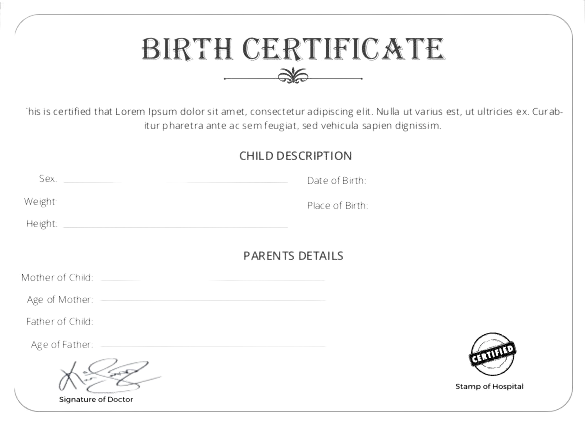 BIRTH CERTIFICATE
his is certified that Lorem Ipsum dolor sit amet, consectetur adipiscing elit. Nulla ut varius est, ut ultricies ex. Curab-
itur pharetra ante ac sem feugiat, sed vehicula sapien dignissim.
CHILD DESCRIPTION
Sex.
Date of Birth:
Weight
Place of Birth:
Height.
PARENTS DETAILS
Mother of Child:
Age of Mother:
Father of Child:
Age of Father:
CERTIFIED
Stamp of Hospital
Signature of Doctor